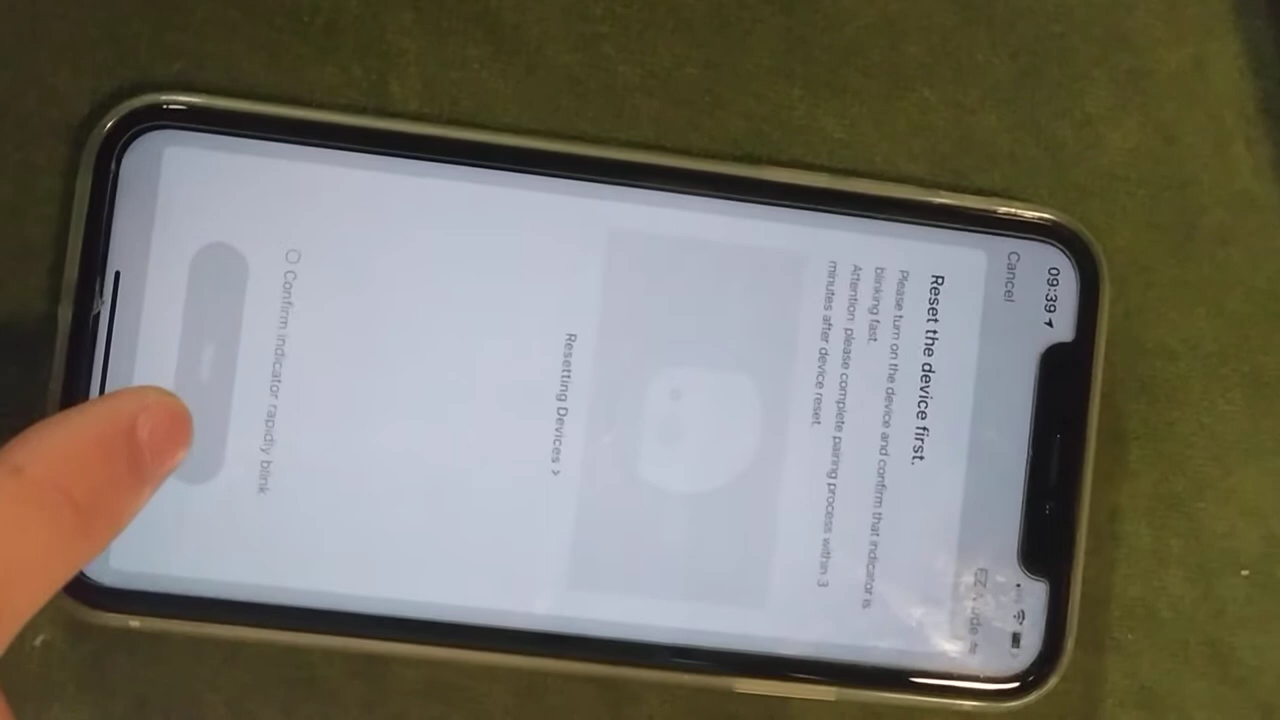 09:39
Cancel
EZ
Reset the device first.
Please turn on the device and confirm that indicator is
blinking fast.
Attention: please complete pairing process within 3
minutes after device reset.
Resetting Devices >
Confirm indicator rapidly blink